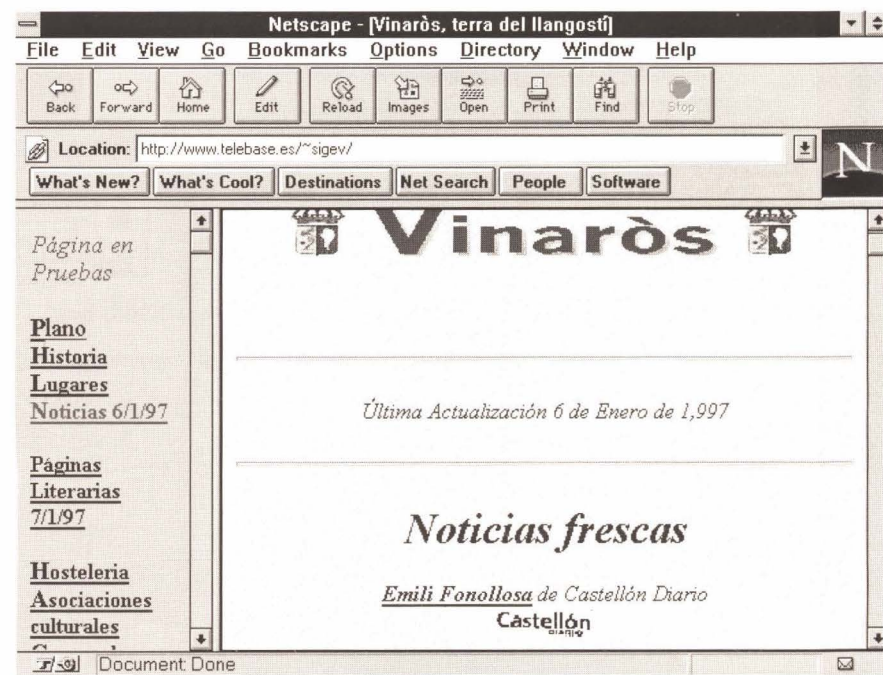 Netscape - [Vinaròs, terra del llangostí]
File Edit View Go Bookmarks Options Directory Window Help
Back Forward Home Edit Reload Images Open Print Find Stop
Location: http://www.telebase.es/~sigev/
What's New? What's Cool? Destinations Net Search People Software
N
Página en
Pruebas
Plano
Historia
Lugares
Noticias 6/1/97
Páginas
Literarias
7/1/97
Hosteleria
Asociaciones
culturales
Vinaròs
Última Actualización 6 de Enero de 1,997
Noticias frescas
Emili Fonollosa de Castellón Diario
Castellón
DIARIO
Document: Done